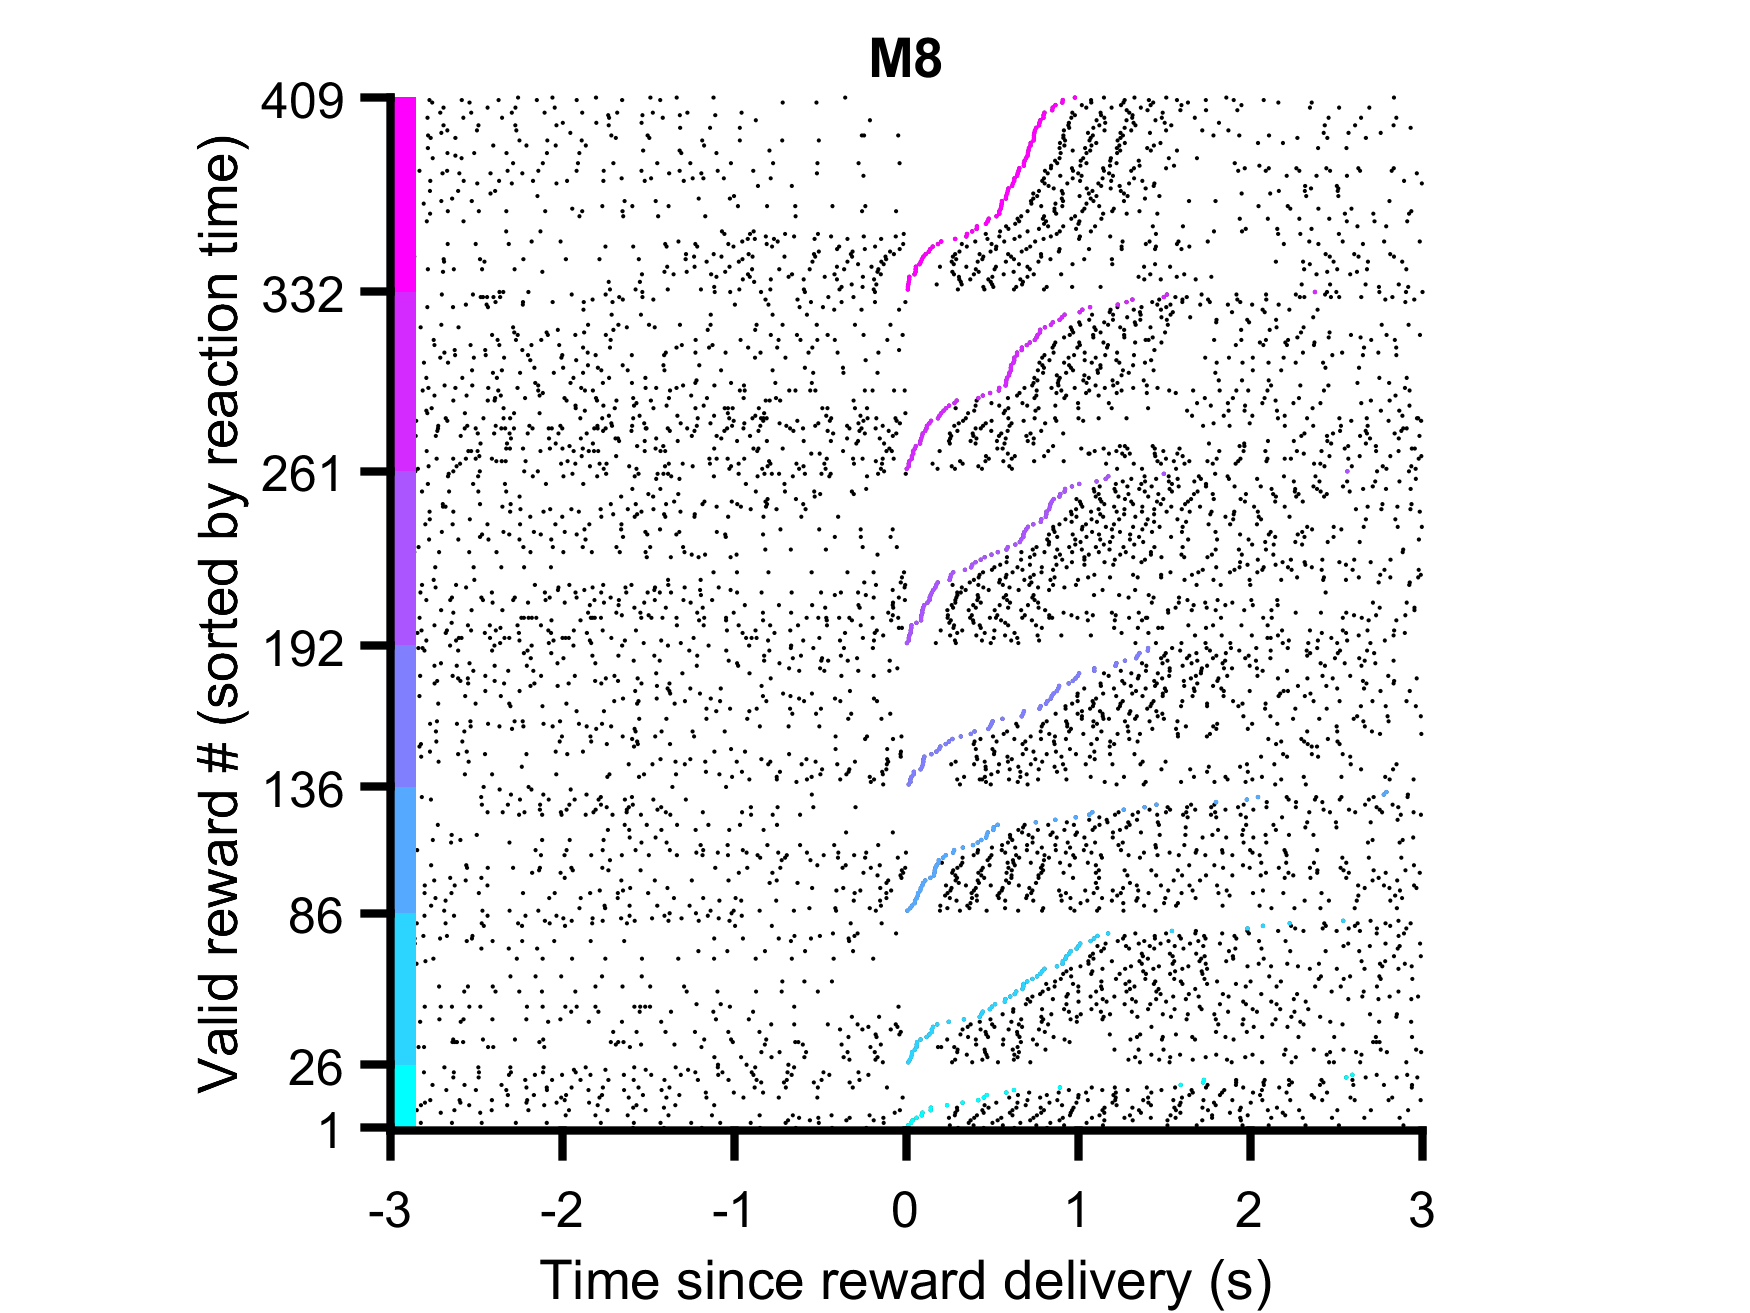 M8
Valid reward # (sorted by reaction time)
409
332
261
192
136
86
26
1
-3 -2 -1 0 1 2 3
Time since reward delivery (s)